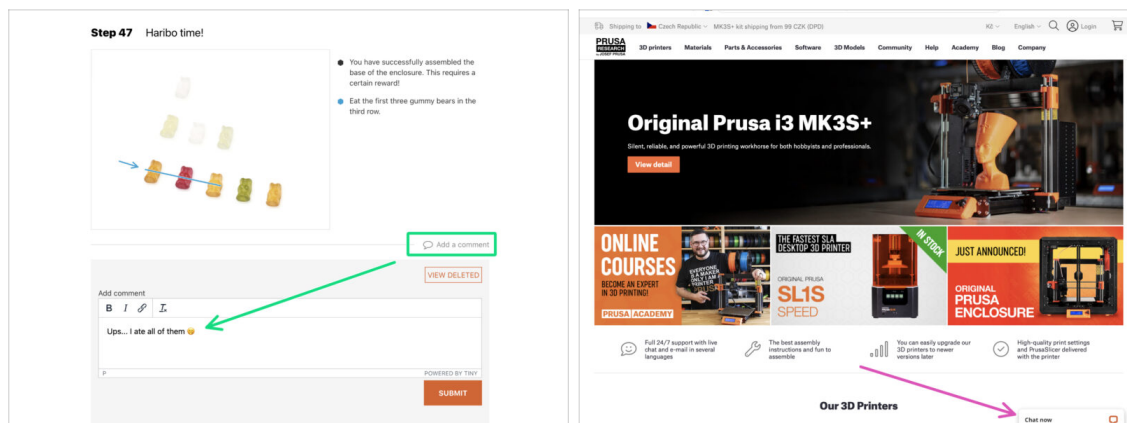 Step 47 Haribo time!
You have successfully assembled the
base of the enclosure. This requires a
certain reward!
Eat the first three gummy bears in the
third row.
Add a comment
VIEW DELETED
Add comment
B I
Ups... I ate all of them
P
POWERED BY TINY
SUBMIT
Shipping to Czech Republic MK3S+ kit shipping from 99 CZK (DPD)
Kč English Login
PRUSA
RESEARCH
by JOSEF PRUSA
3D printers Materials Parts & Accessories Software 3D Models Community Help Academy Blog Company
Original Prusa i3 MK3S+
Silent, reliable, and powerful 3D printing workhorse for both hobbyists and professionals.
View detail
ONLINE
COURSES
BECOME AN EXPERT
IN 3D PRINTING!
PRUSA ACADEMY
EVERYONE
IS A MAKER
THE FASTEST SLA
DESKTOP 3D PRINTER
IN STOCK
ORIGINAL PRUSA
SL1S
SPEED
JUST ANNOUNCED!
ORIGINAL
PRUSA
ENCLOSURE
Full 24/7 support with live
chat and e-mail in several
languages
The best assembly
instructions and fun to
assemble
You can easily upgrade our
3D printers to newer
versions later
High-quality print settings
and PrusaSlicer delivered
with the printer
Our 3D Printers
Chat now